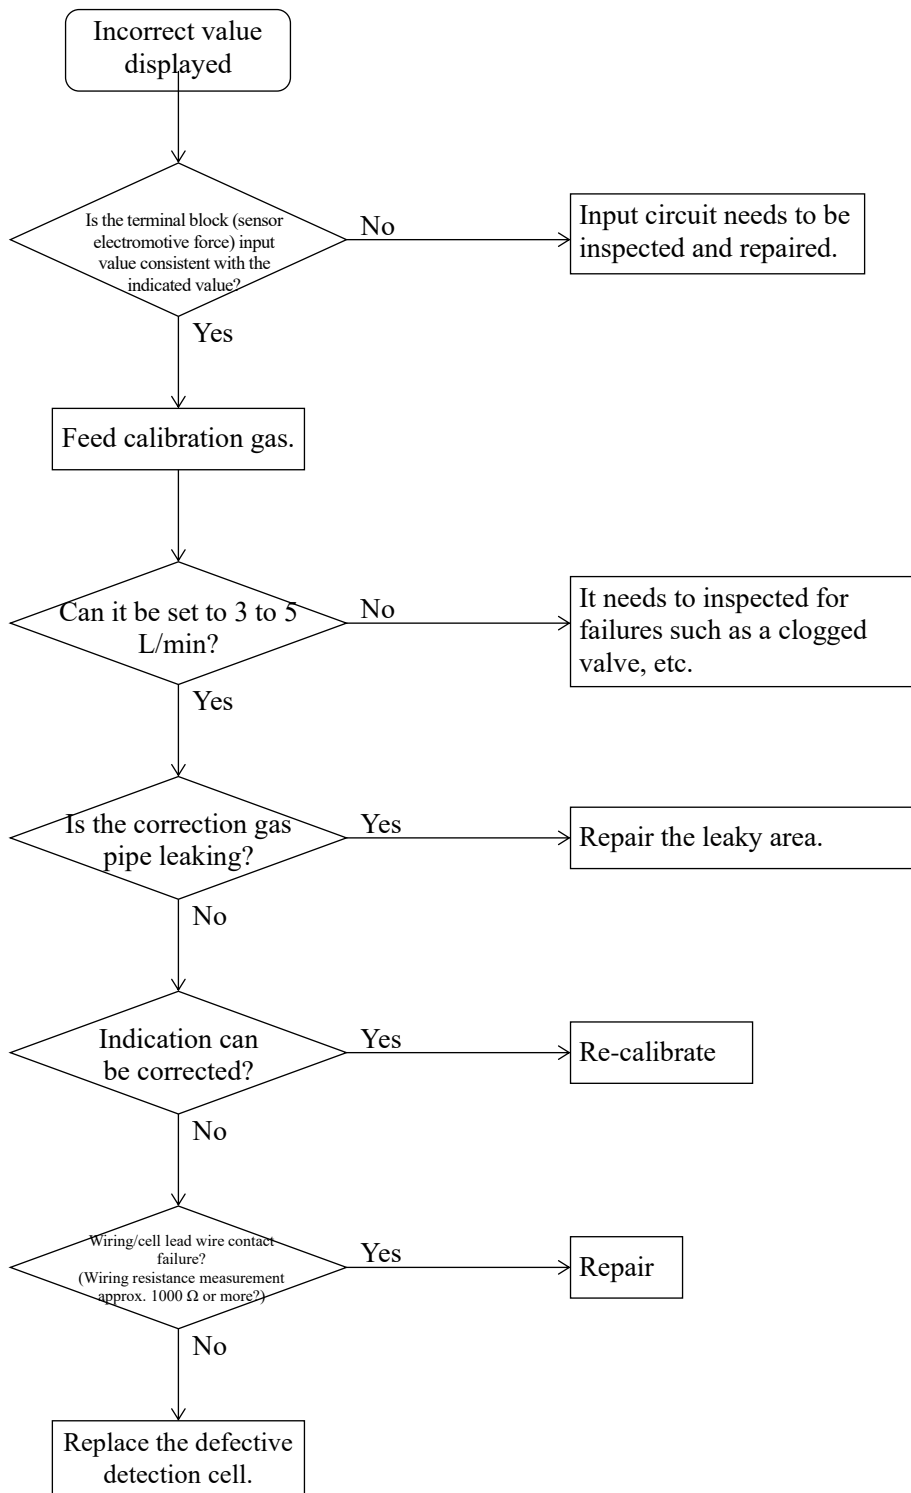 Incorrect value
displayed
Is the terminal block (sensor
electromotive force) input
value consistent with the
indicated value?
No
Input circuit needs to be
inspected and repaired.
Yes
Feed calibration gas.
Can it be set to 3 to 5
L/min?
No
It needs to inspected for
failures such as a clogged
valve, etc.
Yes
Is the correction gas
pipe leaking?
Yes
Repair the leaky area.
No
Indication can
be corrected?
Yes
Re-calibrate
No
Wiring/cell lead wire contact
failure?
(Wiring resistance measurement
approx. 1000 Ω or more?)
Yes
Repair
No
Replace the defective
detection cell.